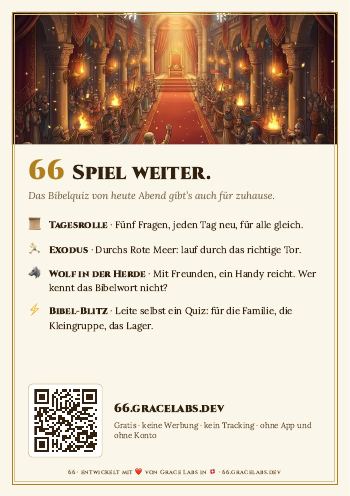 66 Spiel weiter.
Das Bibelquiz von heute Abend gibt's auch für zuhause.
Tagesrolle · Fünf Fragen, jeden Tag neu, für alle gleich.
Exodus · Durchs Rote Meer: lauf durch das richtige Tor.
Wolf in der Herde · Mit Freunden, ein Handy reicht. Wer
kennt das Bibelwort nicht?
Bibel-Blitz · Leite selbst ein Quiz: für die Familie, die
Kleingruppe, das Lager.
66.gracelabs.dev
Gratis · keine Werbung · kein Tracking · ohne App und
ohne Konto
66 · entwickelt mit ❤️ von Grace Labs in 🇨🇭 · 66.gracelabs.dev